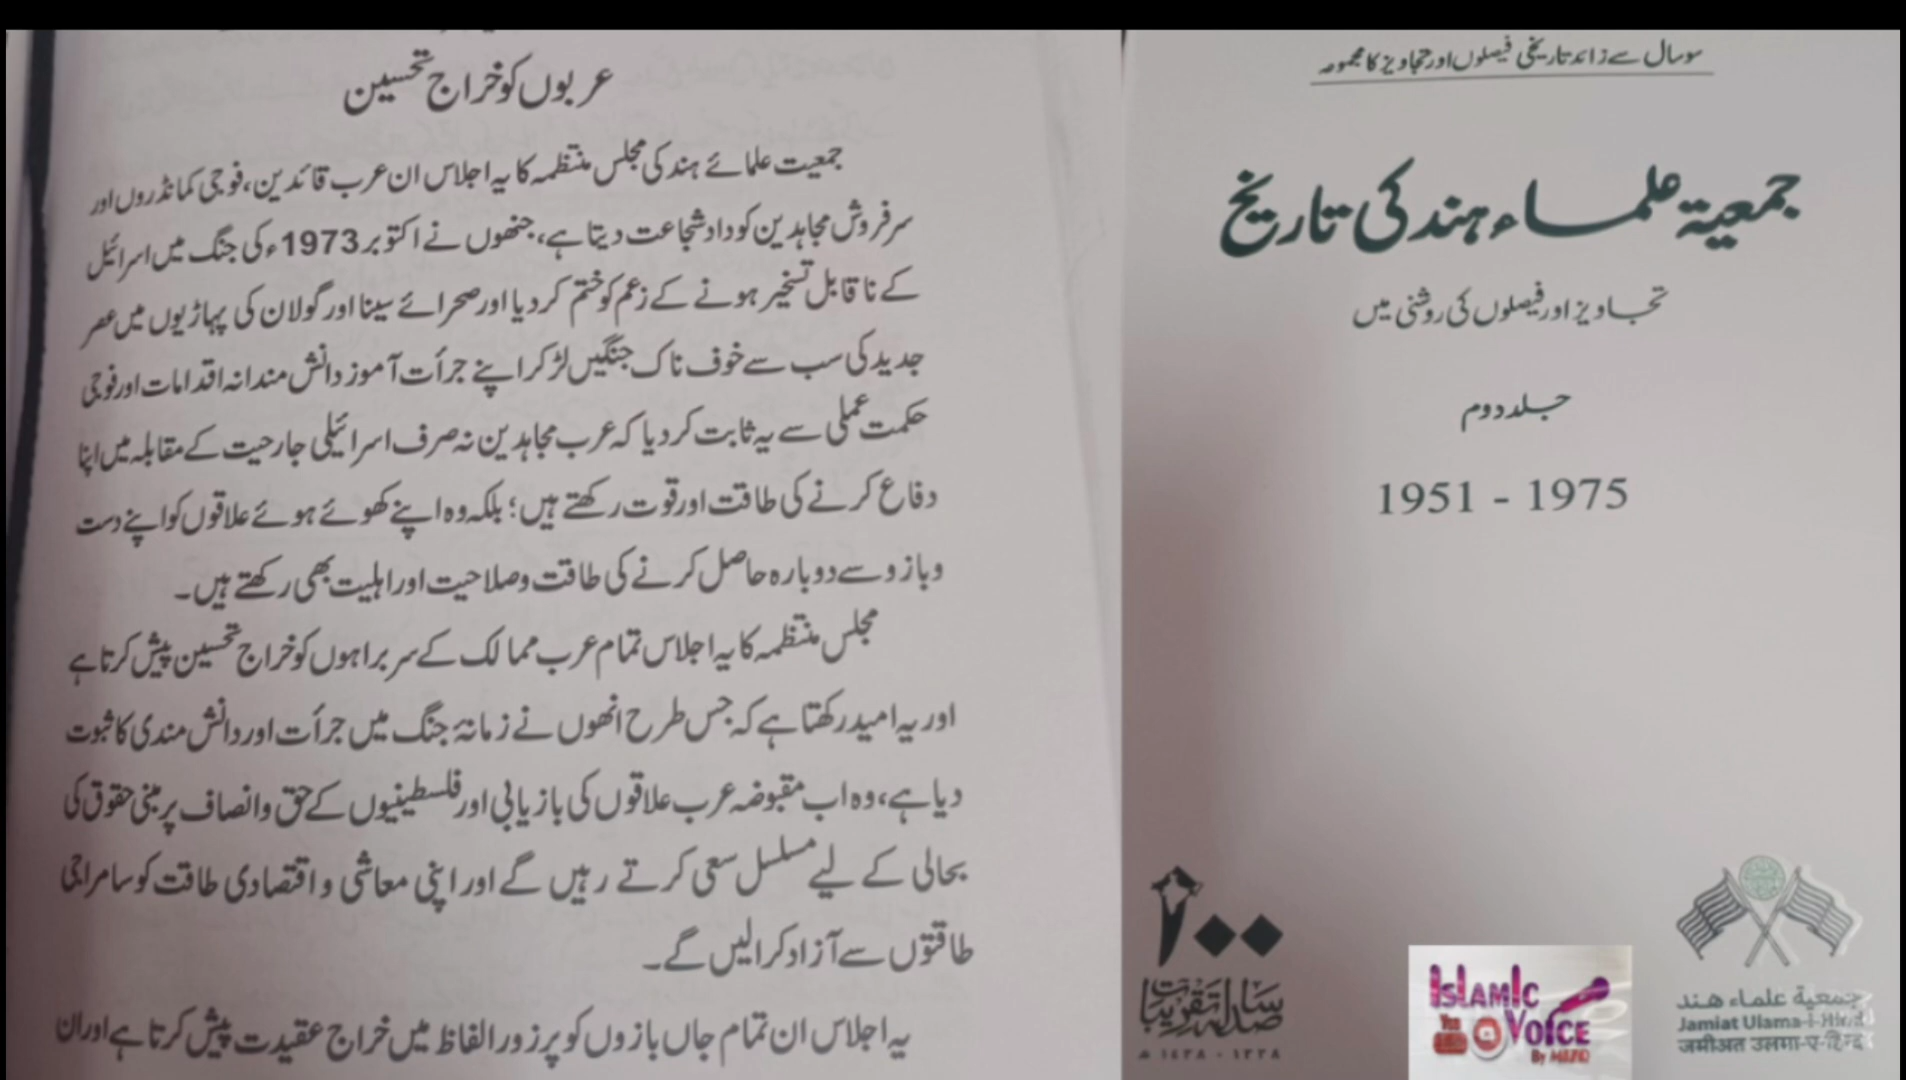 عربوں کو خراج تحسین
جمعیت علمائے ہند کی مجلس منتظمہ کا یہ اجلاس ان عرب قائدین، فوجی کمانڈروں اور
سرفروش مجاہدین کو داد شجاعت دیتا ہے، جنھوں نے اکتوبر 1973ء کی جنگ میں اسرائیل
کے ناقابل تسخیر ہونے کے زعم کو ختم کردیا اور صحرائے سینا اور گولان کی پہاڑیوں میں عصر
جدید کی سب سے خوف ناک جنگیں لڑ کر اپنے جرأت آموز دانش مندانہ اقدامات اور فوجی
حکمت عملی سے یہ ثابت کردیا کہ عرب مجاہدین نہ صرف اسرائیلی جارحیت کے مقابلہ میں اپنا
دفاع کرنے کی طاقت اور قوت رکھتے ہیں؛ بلکہ وہ اپنے کھوئے ہوئے علاقوں کو اپنے دست
و بازو سے دوبارہ حاصل کرنے کی طاقت و صلاحیت اور اہلیت بھی رکھتے ہیں۔
مجلس منتظمہ کا یہ اجلاس تمام عرب ممالک کے سربراہوں کو خراج تحسین پیش کرتا ہے
اور یہ امید رکھتا ہے کہ جس طرح انھوں نے زمانۂ جنگ میں جرأت اور دانش مندی کا ثبوت
دیا ہے، وہ اب مقبوضہ عرب علاقوں کی بازیابی اور فلسطینیوں کے حق و انصاف پر مبنی حقوق کی
بحالی کے لیے مسلسل سعی کرتے رہیں گے اور اپنی معاشی و اقتصادی طاقت کو سامراجی
طاقتوں سے آزاد کرالیں گے۔
یہ اجلاس ان تمام جاں بازوں کو پرزور الفاظ میں خراج عقیدت پیش کرتا ہے اور ان
سو سال سے زائد تاریخی فیصلوں اور تجاویز کا مجموعہ
جمعیۃ علماء ہند کی تاریخ
تجاویز اور فیصلوں کی روشنی میں
جلد دوم
1951 - 1975
۱۰۰
صد سالہ تقریبات
۱۳۳۸ - ۱۴۳۸ھ
Islamic
Voice
By MAJID
جمعیۃ علماء ھند
Jamiat Ulama-i-Hind
जमीअत उलमा-ए-हिन्द